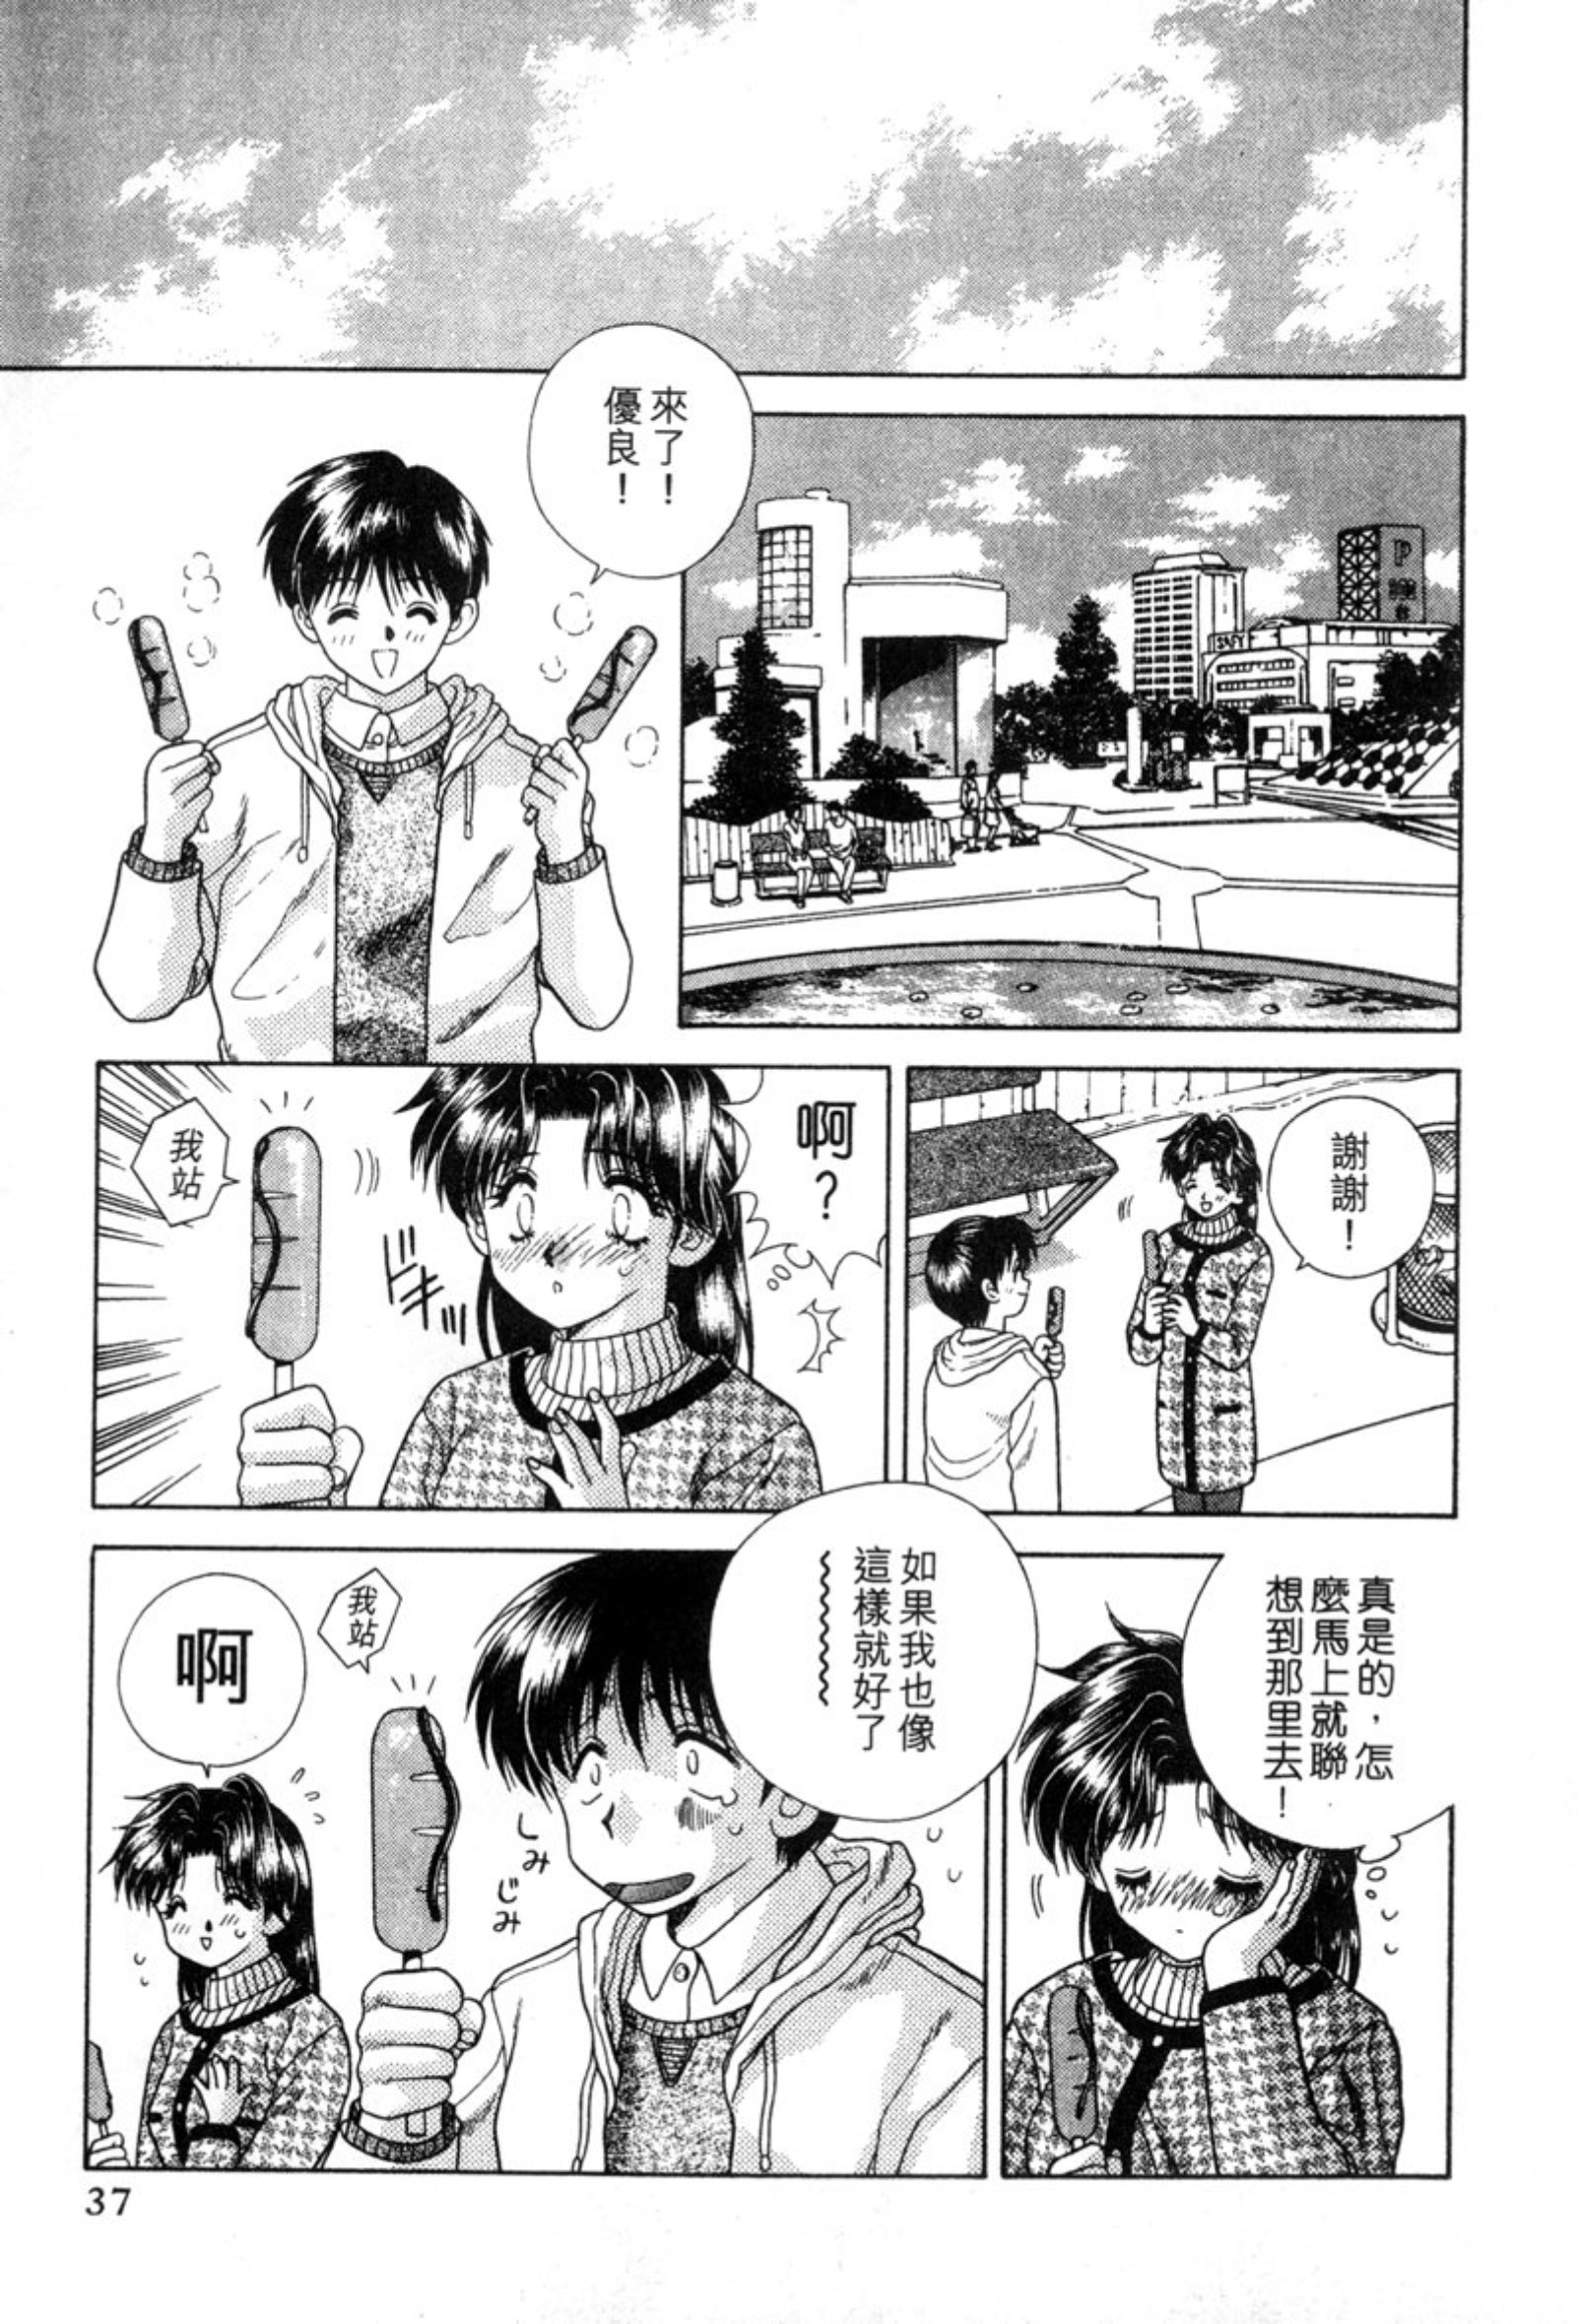 來了！
優良！
P
SKY
謝謝！
啊？
ドキッ
我站
真是的，怎
麼馬上就聯
想到那里去！
如果我也像
這樣就好了
しみ
じみ
我站
啊
37